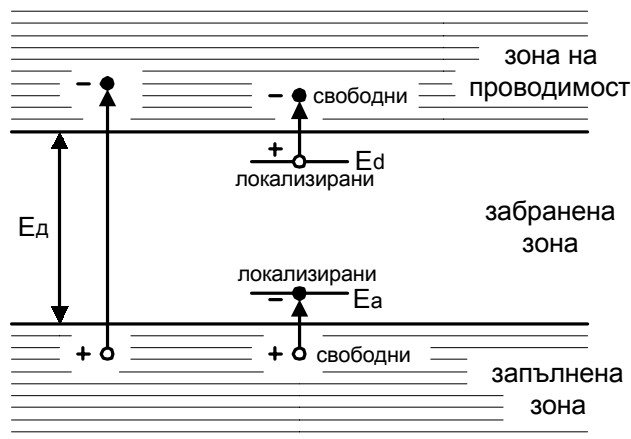 зона на
проводимост
− свободни
−
+ Ed
локализирани
Eд
забранена
зона
локализирани
− Ea
+
+ свободни
запълнена
зона